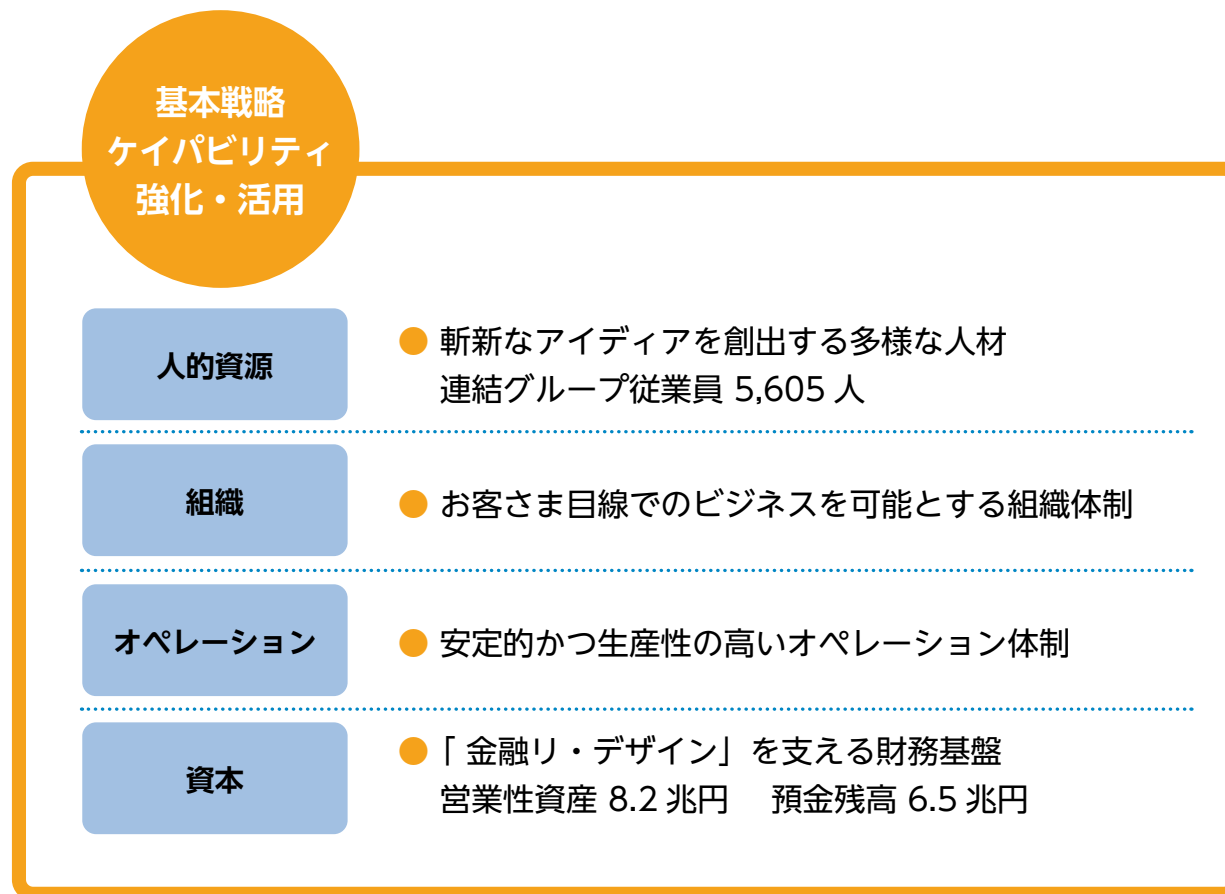 基本戦略
ケイパビリティ
強化・活用
人的資源
● 斬新なアイディアを創出する多様な人材
連結グループ従業員 5,605 人
組織
● お客さま目線でのビジネスを可能とする組織体制
オペレーション
● 安定的かつ生産性の高いオペレーション体制
資本
● 「 金融リ・デザイン」を支える財務基盤
営業性資産 8.2 兆円 預金残高 6.5 兆円